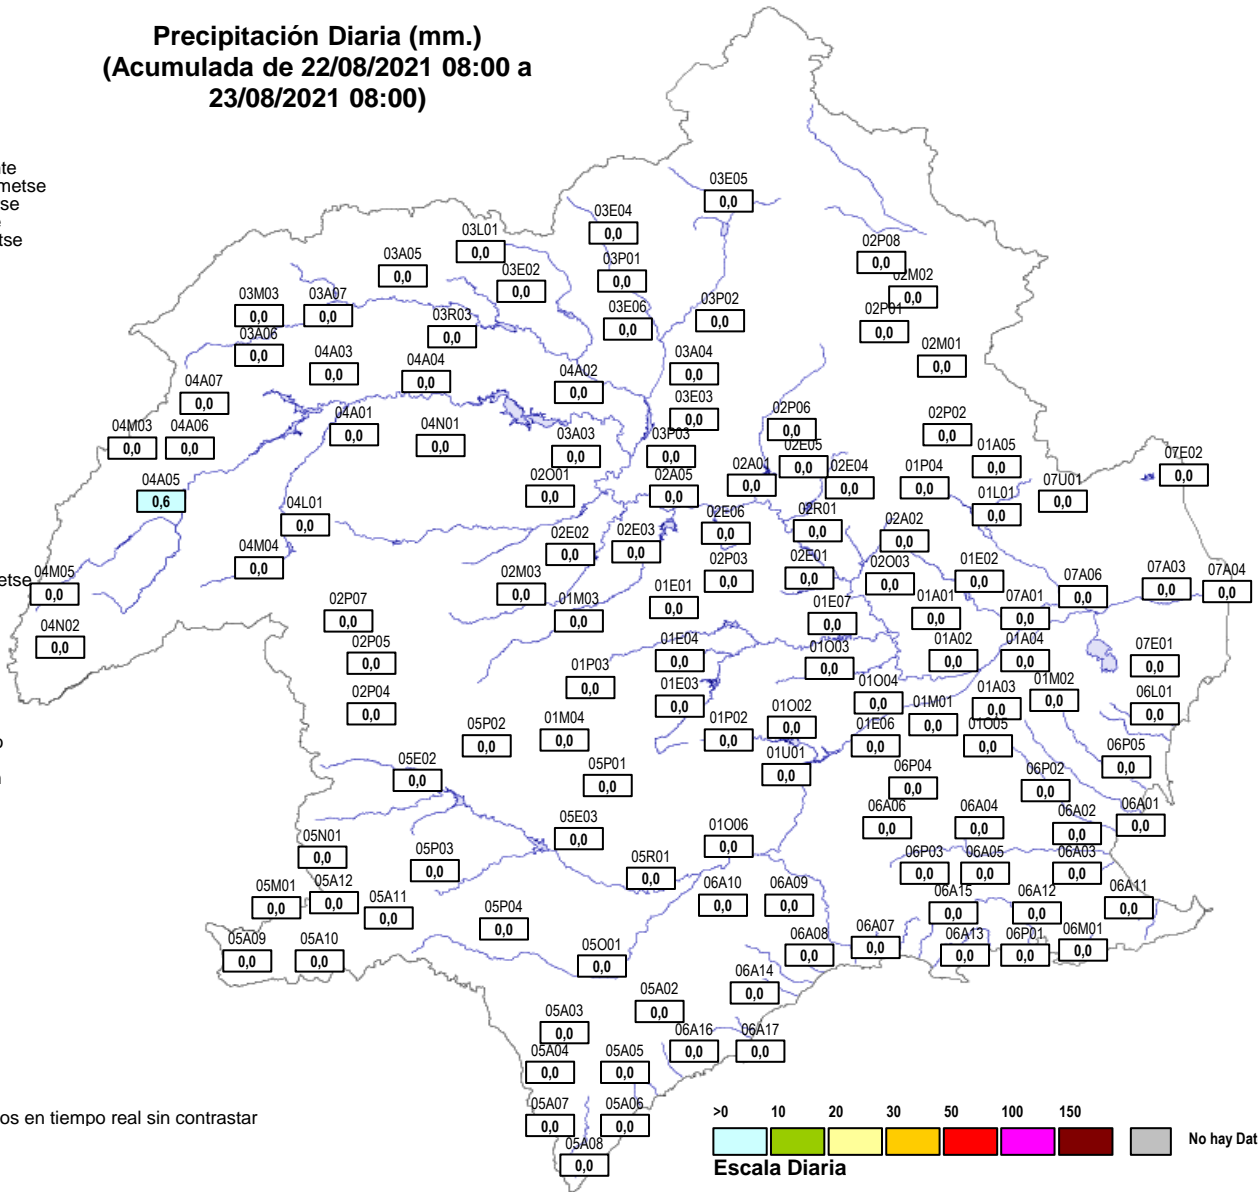 Precipitación Diaria (mm.)
(Acumulada de 22/08/2021 08:00 a
23/08/2021 08:00)
03E05
0,0
03E04
0,0
03L01
0,0
03A05
0,0
03E02
0,0
03P01
0,0
02P08
0,0
02M02
0,0
03M03
0,0
03A07
0,0
03R03
0,0
03E06
0,0
03P02
0,0
02P01
0,0
03A06
0,0
04A03
0,0
04A04
0,0
04A02
0,0
03A04
0,0
02M01
0,0
04A07
0,0
03E03
0,0
04M03
0,0
04A06
0,0
04A01
0,0
04N01
0,0
03A03
0,0
03P03
0,0
02P06
0,0
02P02
0,0
02E05
0,0
01A05
0,0
07E02
0,0
04A05
0,6
02O01
0,0
02A05
0,0
02A01
0,0
02E04
0,0
01P04
0,0
07U01
0,0
01L01
0,0
04L01
0,0
02E06
0,0
02R01
0,0
02A02
0,0
04M04
0,0
02E02
0,0
02E03
0,0
metse
04M05
0,0
02M03
0,0
02P03
0,0
02E01
0,0
02O03
0,0
01E02
0,0
07A06
0,0
07A03
0,0
07A04
0,0
02P07
0,0
01M03
0,0
01E01
0,0
01E07
0,0
01A01
0,0
07A01
0,0
04N02
0,0
02P05
0,0
01E04
0,0
01O03
0,0
01A02
0,0
01A04
0,0
07E01
0,0
02P04
0,0
01P03
0,0
01E03
0,0
01O04
0,0
01M01
0,0
01A03
0,0
01M02
0,0
06L01
0,0
05P02
0,0
01M04
0,0
01P02
0,0
01O02
0,0
01E06
0,0
01O05
0,0
05E02
0,0
05P01
0,0
01U01
0,0
06P04
0,0
06P02
0,0
06P05
0,0
05E03
0,0
01O06
0,0
06A06
0,0
06A04
0,0
06A02
0,0
06A01
0,0
05N01
0,0
05P03
0,0
05R01
0,0
06P03
0,0
06A05
0,0
06A03
0,0
05M01
0,0
05A12
0,0
05A11
0,0
06A10
0,0
06A09
0,0
06A15
0,0
06A12
0,0
06A11
0,0
05P04
0,0
05A09
0,0
05A10
0,0
05O01
0,0
06A08
0,0
06A07
0,0
06A13
0,0
06P01
0,0
06M01
0,0
06A14
0,0
05A02
0,0
05A03
0,0
06A16
0,0
06A17
0,0
05A04
0,0
05A05
0,0
05A07
0,0
05A06
0,0
05A08
0,0
os en tiempo real sin contrastar
>0 10 20 30 50 100 150
No hay Dat
Escala Diaria